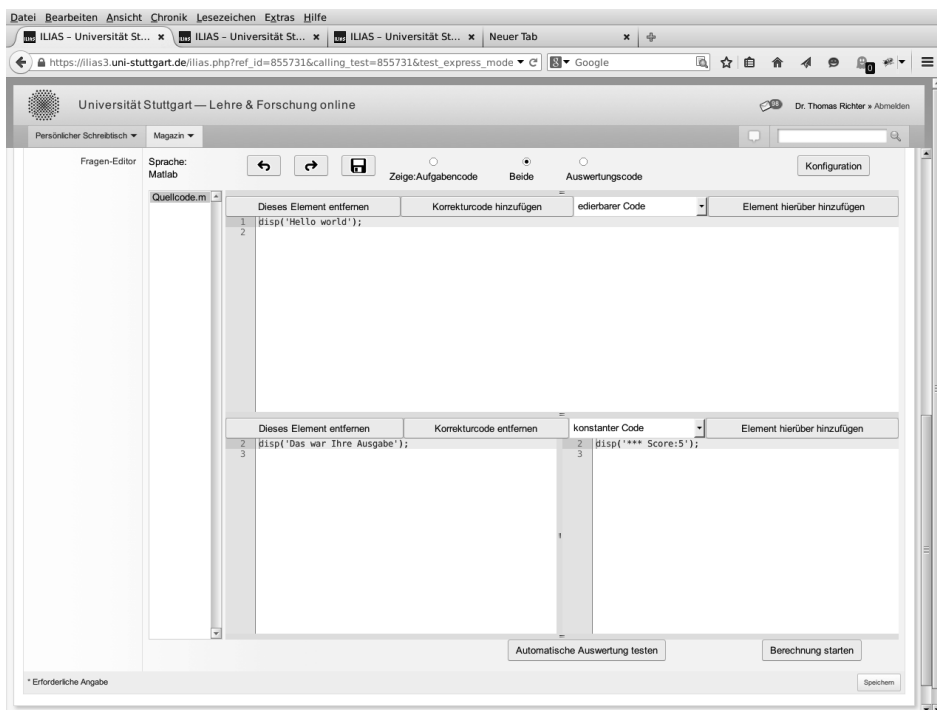 Datei Bearbeiten Ansicht Chronik Lesezeichen Extras Hilfe
ILIAS – Universität St... × ILIAS – Universität St... × ILIAS – Universität St... × Neuer Tab ×
https://ilias3.uni-stuttgart.de/ilias.php?ref_id=855731&calling_test=855731&test_express_mode Google 0
Universität Stuttgart — Lehre & Forschung online 98 Dr. Thomas Richter » Abmelden
Persönlicher Schreibtisch Magazin
Fragen-Editor
Sprache:
Matlab
Zeige:Aufgabencode Beide Auswertungscode
Konfiguration
Quellcode.m
Dieses Element entfernen Korrekturcode hinzufügen edierbarer Code Element hierüber hinzufügen
1 disp('Hello world');
2
Dieses Element entfernen Korrekturcode entfernen konstanter Code Element hierüber hinzufügen
2 disp('Das war Ihre Ausgabe');
3
2 disp('*** Score:5');
3
Automatische Auswertung testen Berechnung starten
* Erforderliche Angabe Speichern